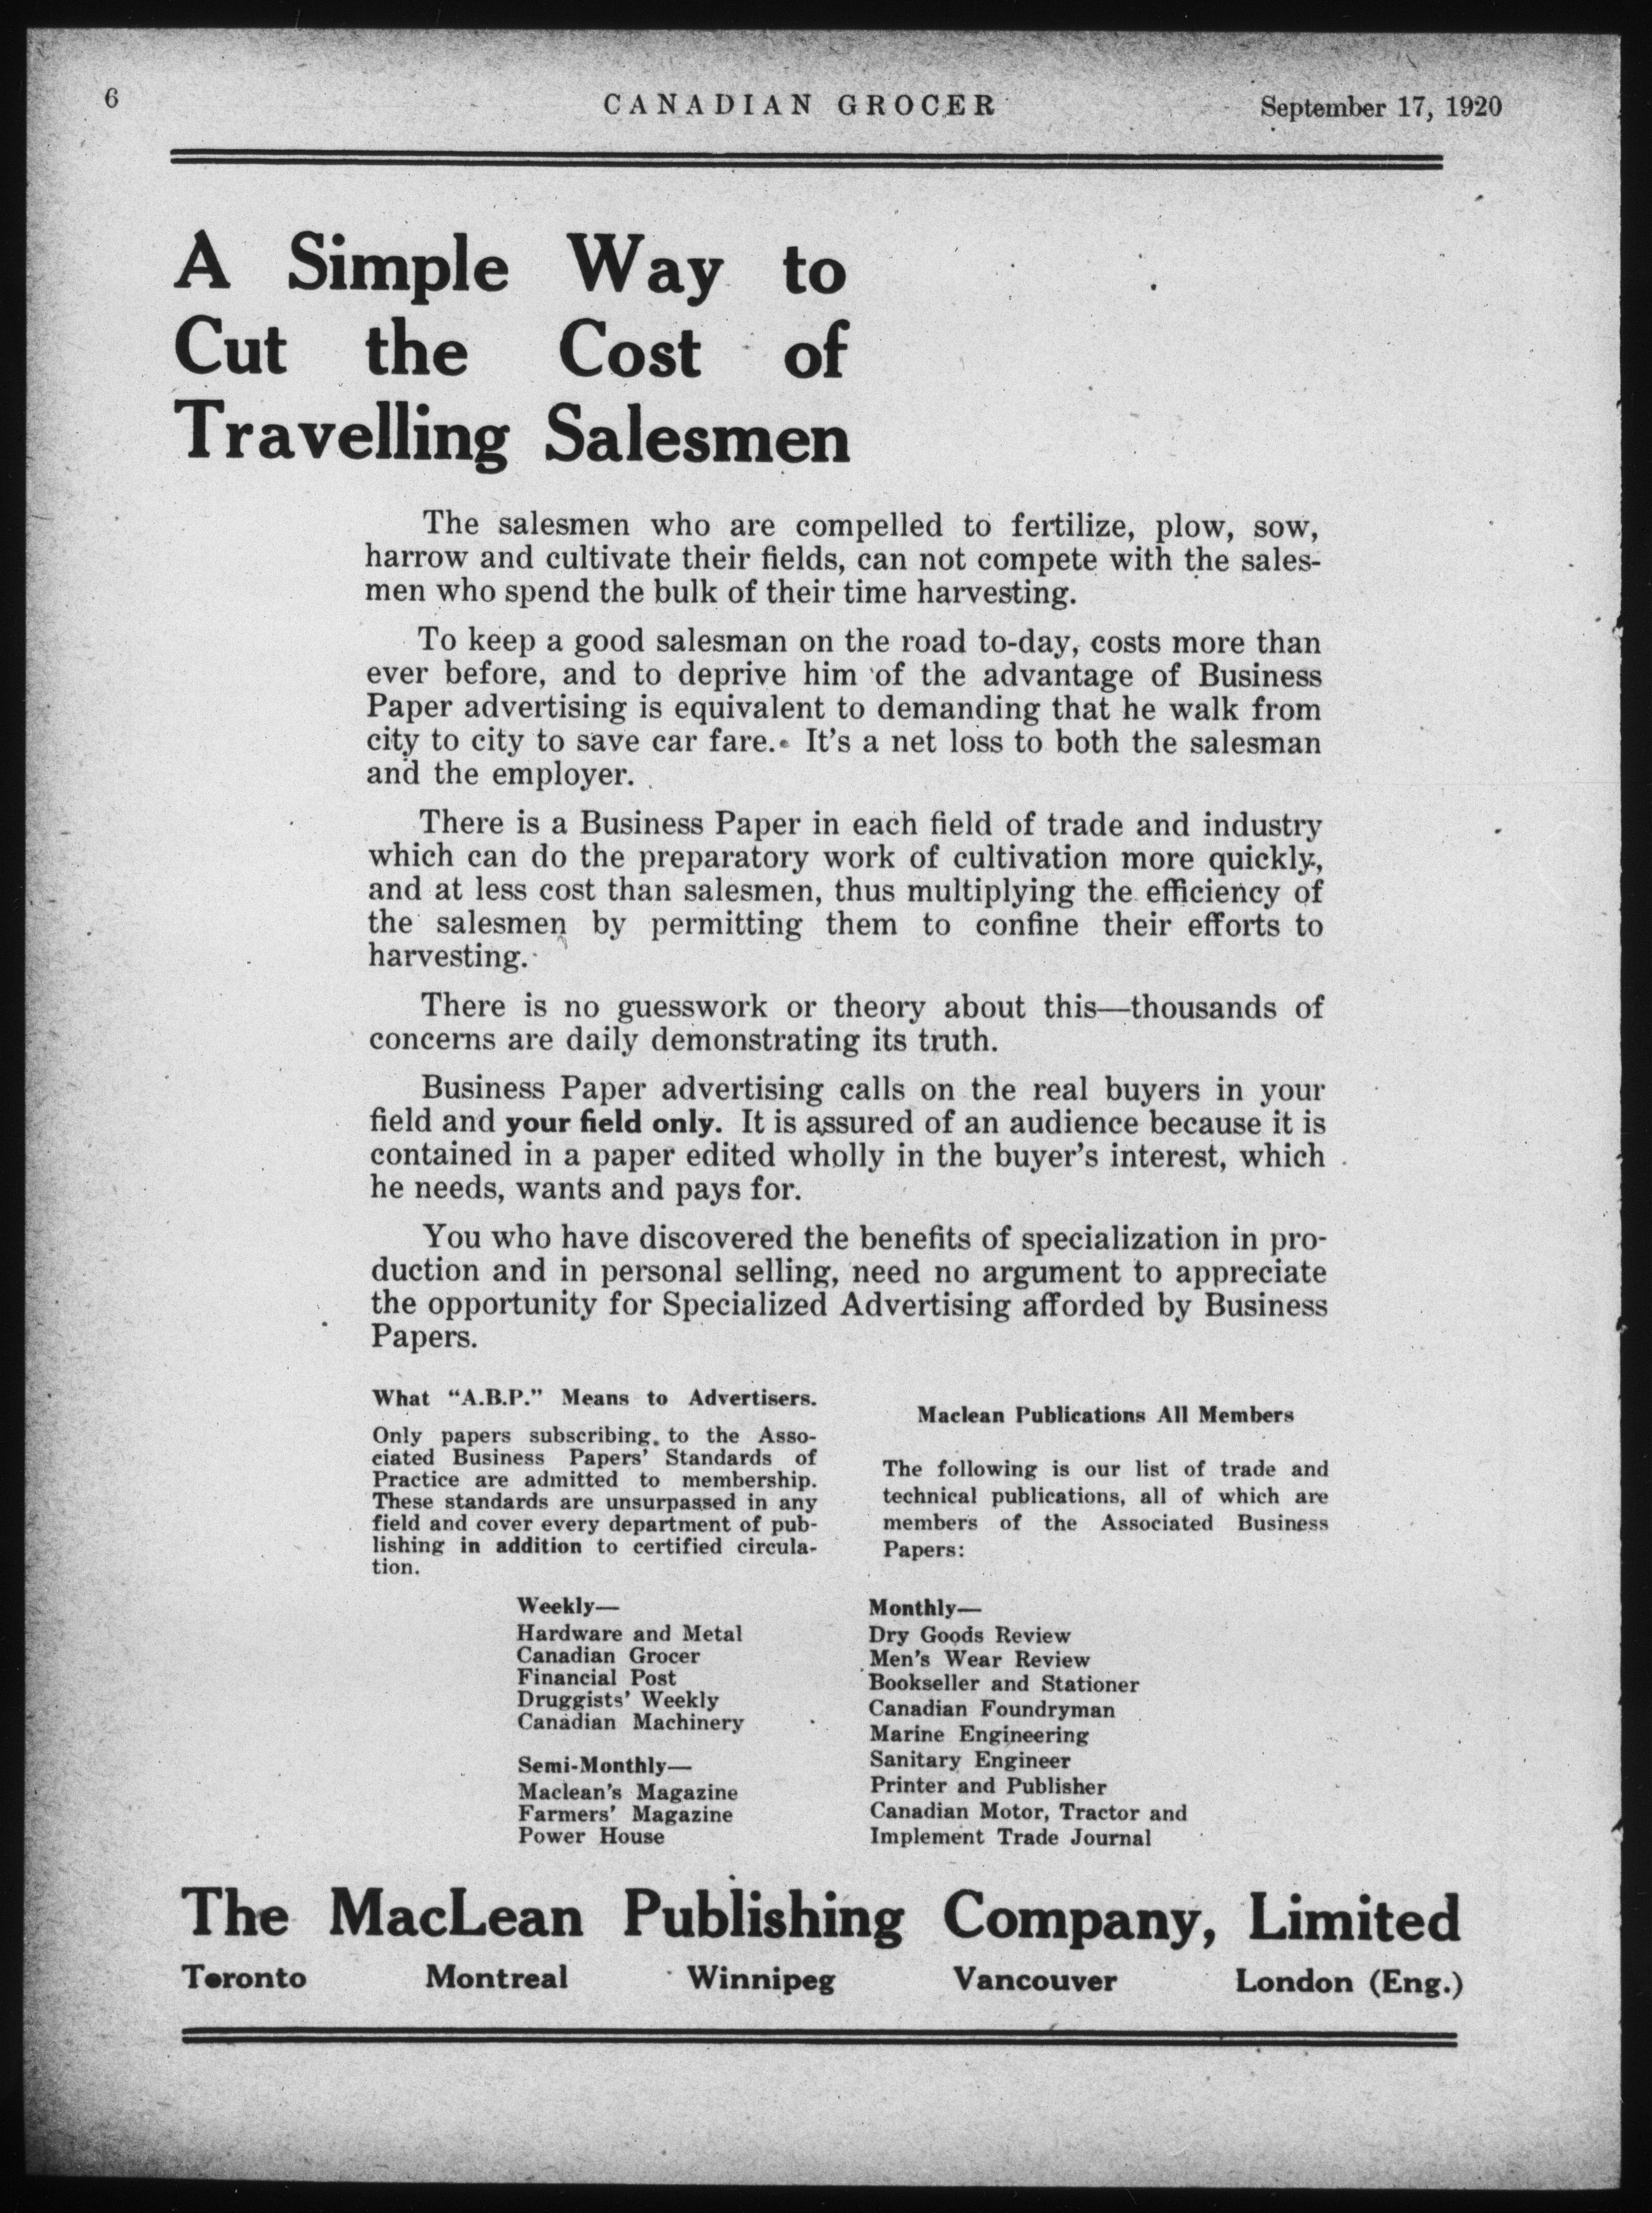 6
CANADIAN GROCER
September 17, 1920
A Simple Way to
Cut the Cost of
Travelling Salesmen
The salesmen who are compelled to fertilize, plow, sow,
harrow and cultivate their fields, can not compete with the sales-
men who spend the bulk of their time harvesting.
To keep a good salesman on the road to-day, costs more than
ever before, and to deprive him of the advantage of Business
Paper advertising is equivalent to demanding that he walk from
city to city to save car fare. It's a net loss to both the salesman
and the employer.
There is a Business Paper in each field of trade and industry
which can do the preparatory work of cultivation more quickly,
and at less cost than salesmen, thus multiplying the efficiency of
the salesmen by permitting them to confine their efforts to
harvesting.
There is no guesswork or theory about this—thousands of
concerns are daily demonstrating its truth.
Business Paper advertising calls on the real buyers in your
field and your field only. It is assured of an audience because it is
contained in a paper edited wholly in the buyer's interest, which
he needs, wants and pays for.
You who have discovered the benefits of specialization in pro-
duction and in personal selling, need no argument to appreciate
the opportunity for Specialized Advertising afforded by Business
Papers.
What "A.B.P." Means to Advertisers.
Only papers subscribing to the Asso-
ciated Business Papers' Standards of
Practice are admitted to membership.
These standards are unsurpassed in any
field and cover every department of pub-
lishing in addition to certified circula-
tion.
Maclean Publications All Members
The following is our list of trade and
technical publications, all of which are
members of the Associated Business
Papers:
Weekly—
Hardware and Metal
Canadian Grocer
Financial Post
Druggists' Weekly
Canadian Machinery
Semi-Monthly—
Maclean's Magazine
Farmers' Magazine
Power House
Monthly—
Dry Goods Review
Men's Wear Review
Bookseller and Stationer
Canadian Foundryman
Marine Engineering
Sanitary Engineer
Printer and Publisher
Canadian Motor, Tractor and
Implement Trade Journal
The MacLean Publishing Company, Limited
Toronto Montreal Winnipeg Vancouver London (Eng.)